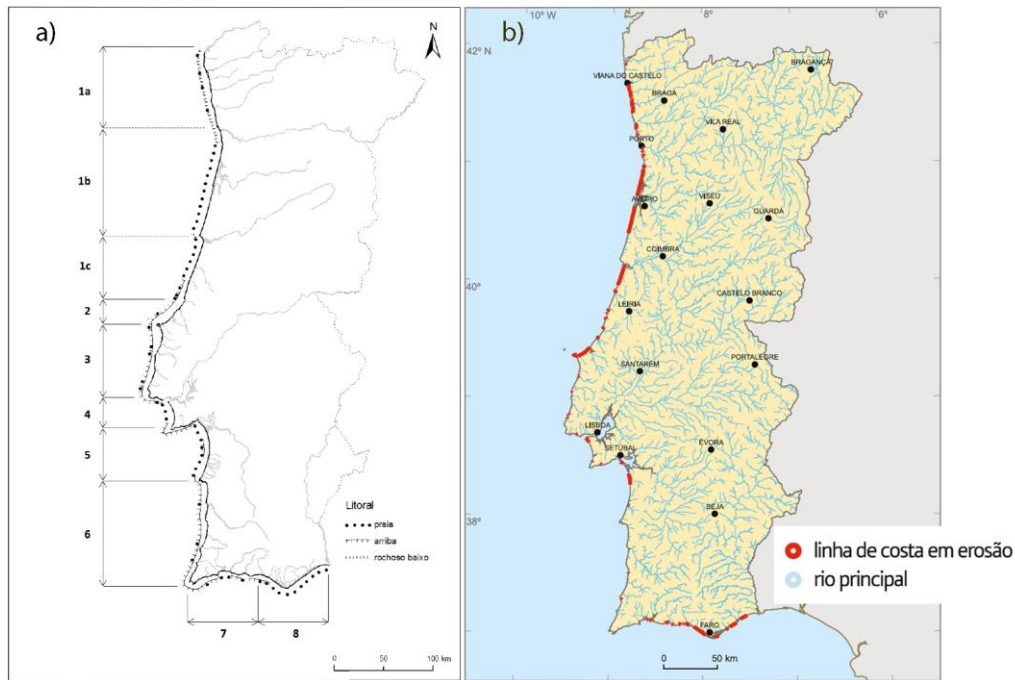 a)
N
1a
1b
1c
2
3
4
5
6
7
8
Litoral
praia
arriba
rochoso baixo
0 50 100 km
b)
10° W
8°
6°
42° N
40°
38°
VIANA DO CASTELO
BRAGANÇA
BRAGA
VILA REAL
PORTO
AVEIRO
VISEU
GUARDA
COIMBRA
CASTELO BRANCO
LEIRIA
PORTALEGRE
SANTARÉM
LISBOA
ÉVORA
SETÚBAL
BEJA
FARO
linha de costa em erosão
rio principal
0 50 km